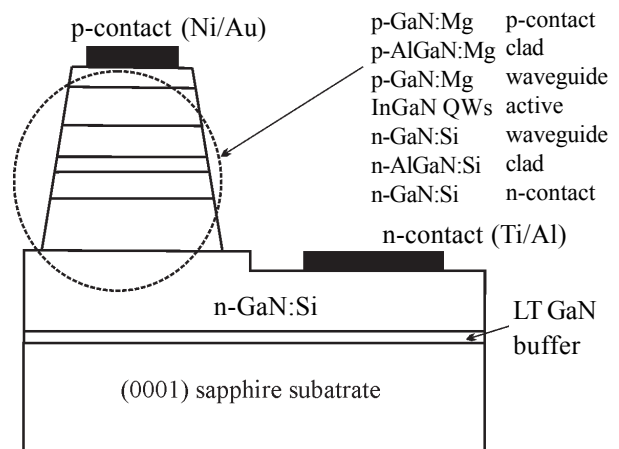 p-contact (Ni/Au)
p-GaN:Mg p-contact
p-AlGaN:Mg clad
p-GaN:Mg waveguide
InGaN QWs active
n-GaN:Si waveguide
n-AlGaN:Si clad
n-GaN:Si n-contact
n-contact (Ti/Al)
n-GaN:Si
LT GaN
buffer
(0001) sapphire subatrate